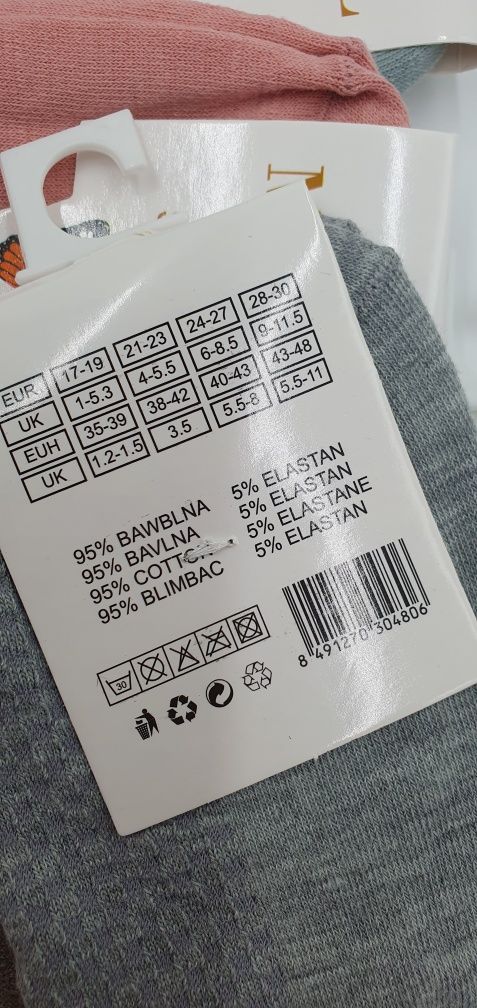 EUR 17-19 21-23 24-27 28-30
UK 1-5.3 4-5.5 6-8.5 9-11.5
EUH 35-39 38-42 40-43 43-48
UK 1.2-1.5 3.5 5.5-8 5.5-11
95% BAWBLNA 5% ELASTAN
95% BAVLNA 5% ELASTAN
95% COTTON 5% ELASTANE
95% BLIMBAC 5% ELASTAN
30
8 491270 304806